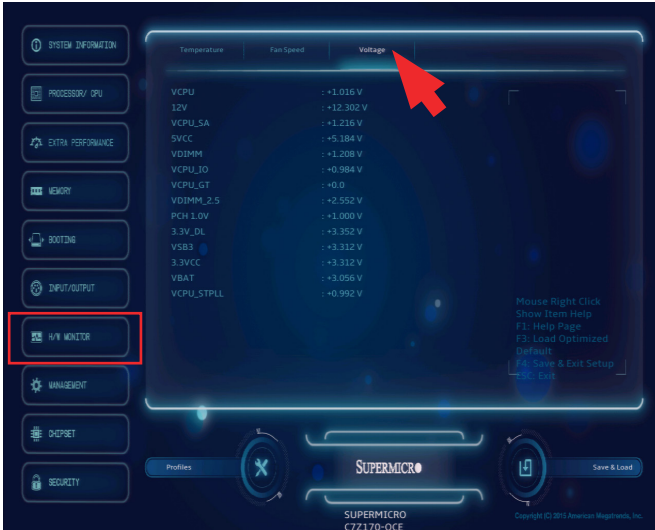 SYSTEM INFORMATION
PROCESSOR/ CPU
EXTRA PERFORMANCE
MEMORY
BOOTING
INPUT/OUTPUT
H/W MONITOR
MANAGEMENT
CHIPSET
SECURITY
Temperature Fan Speed Voltage
VCPU : +1.016 V
12V : +12.302 V
VCPU_SA : +1.216 V
5VCC : +5.184 V
VDIMM : +1.208 V
VCPU_IO : +0.984 V
VCPU_GT : +0.0
VDIMM_2.5 : +2.552 V
PCH 1.0V : +1.000 V
3.3V_DL : +3.352 V
VSB3 : +3.312 V
3.3VCC : +3.312 V
VBAT : +3.056 V
VCPU_STPLL : +0.992 V
Mouse Right Click
Show Item Help
F1: Help Page
F3: Load Optimized
Default
F4: Save & Exit Setup
ESC: Exit
Profiles
SUPERMICRO
Save & Load
SUPERMICRO
C7Z170-OCE
Copyright (C) 2015 American Megatrends, Inc.